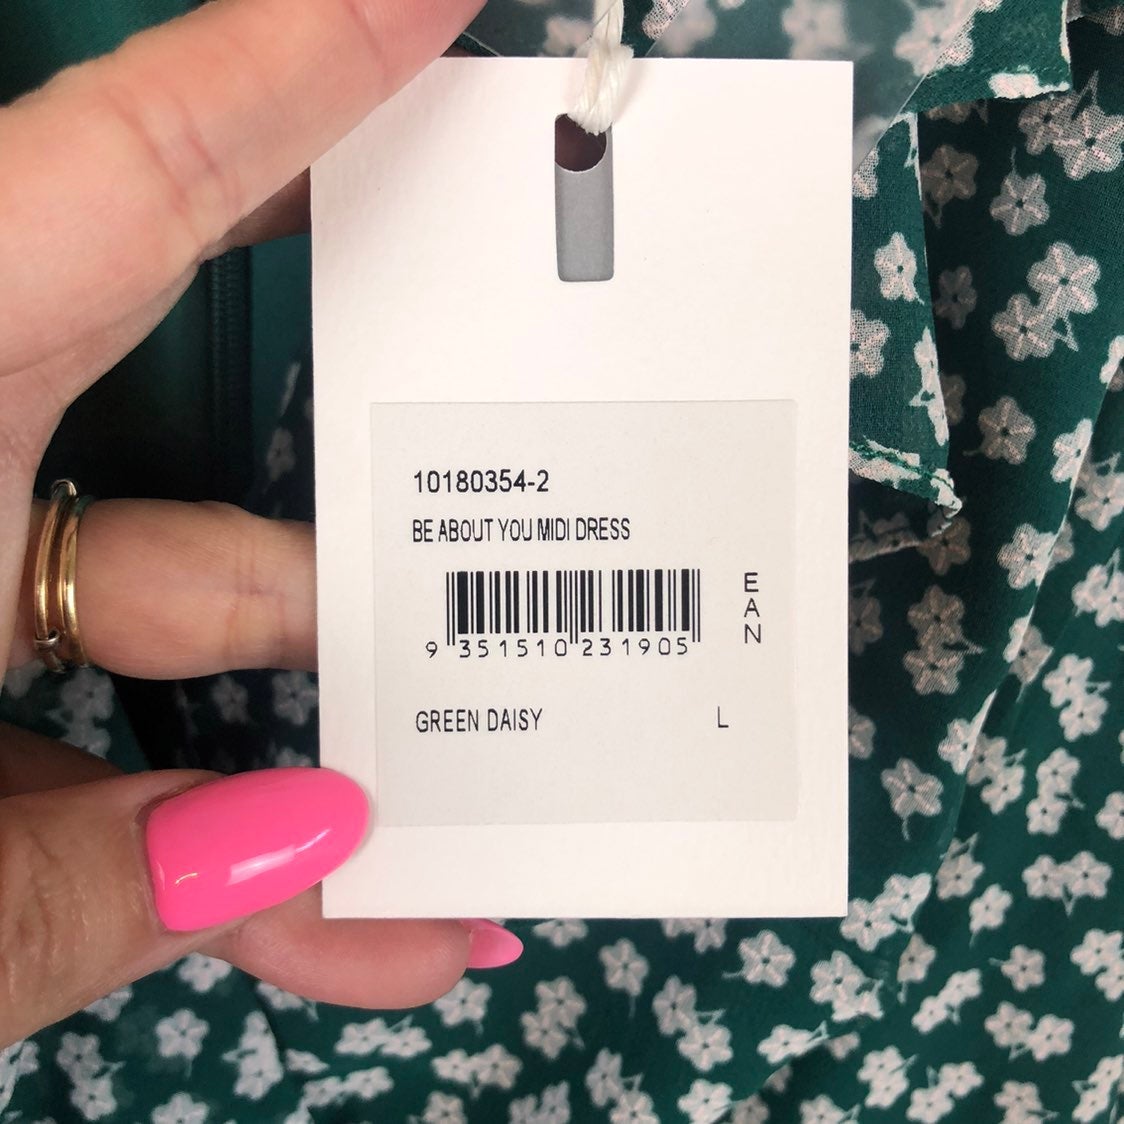 10180354-2
BE ABOUT YOU MIDI DRESS
EAN
9 351510 231905
GREEN DAISY L